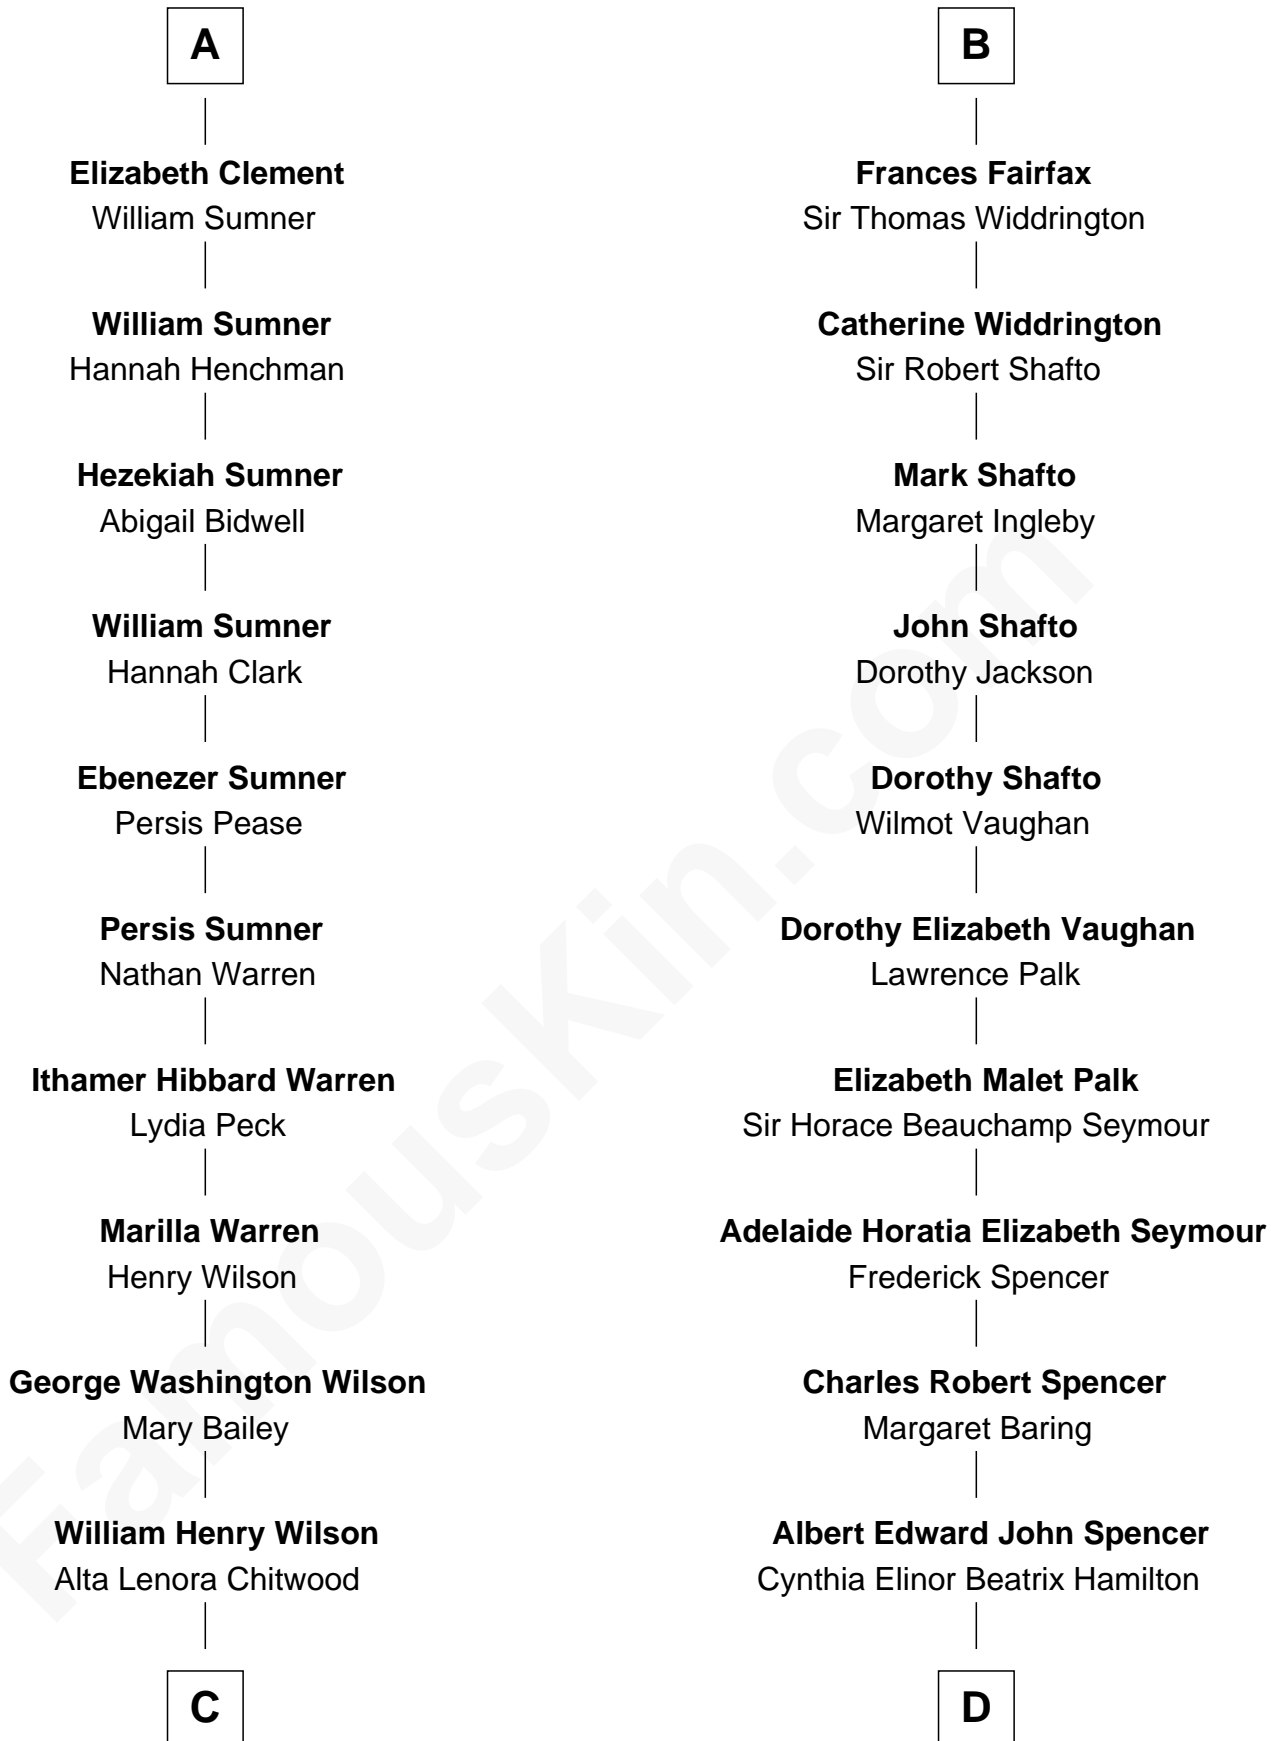 A
Elizabeth Clement
William Sumner
William Sumner
Hannah Henchman
Hezekiah Sumner
Abigail Bidwell
William Sumner
Hannah Clark
Ebenezer Sumner
Persis Pease
Persis Sumner
Nathan Warren
Ithamer Hibbard Warren
Lydia Peck
Marilla Warren
Henry Wilson
George Washington Wilson
Mary Bailey
William Henry Wilson
Alta Lenora Chitwood
C
B
Frances Fairfax
Sir Thomas Widdrington
Catherine Widdrington
Sir Robert Shafto
Mark Shafto
Margaret Ingleby
John Shafto
Dorothy Jackson
Dorothy Shafto
Wilmot Vaughan
Dorothy Elizabeth Vaughan
Lawrence Palk
Elizabeth Malet Palk
Sir Horace Beauchamp Seymour
Adelaide Horatia Elizabeth Seymour
Frederick Spencer
Charles Robert Spencer
Margaret Baring
Albert Edward John Spencer
Cynthia Elinor Beatrix Hamilton
D
FamousKin.com